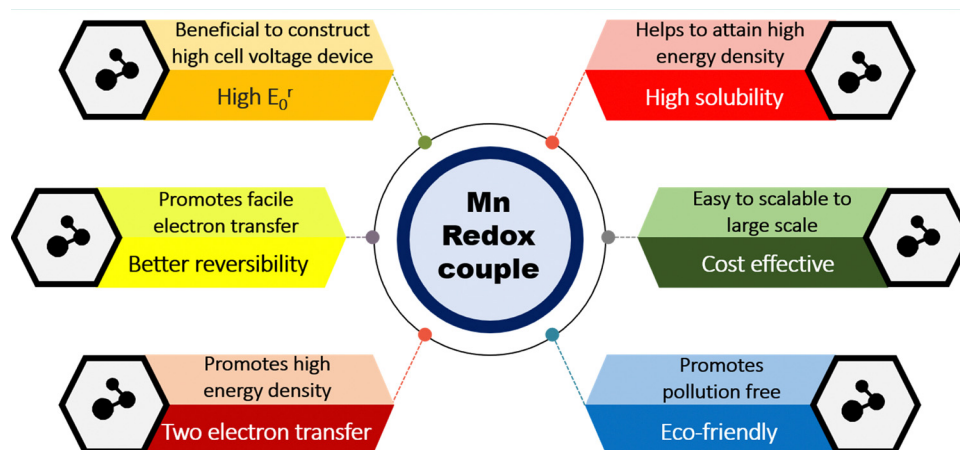 Beneficial to construct
high cell voltage device
High E₀ʳ
Helps to attain high
energy density
High solubility
Promotes facile
electron transfer
Better reversibility
Mn
Redox
couple
Easy to scalable to
large scale
Cost effective
Promotes high
energy density
Two electron transfer
Promotes
pollution free
Eco-friendly